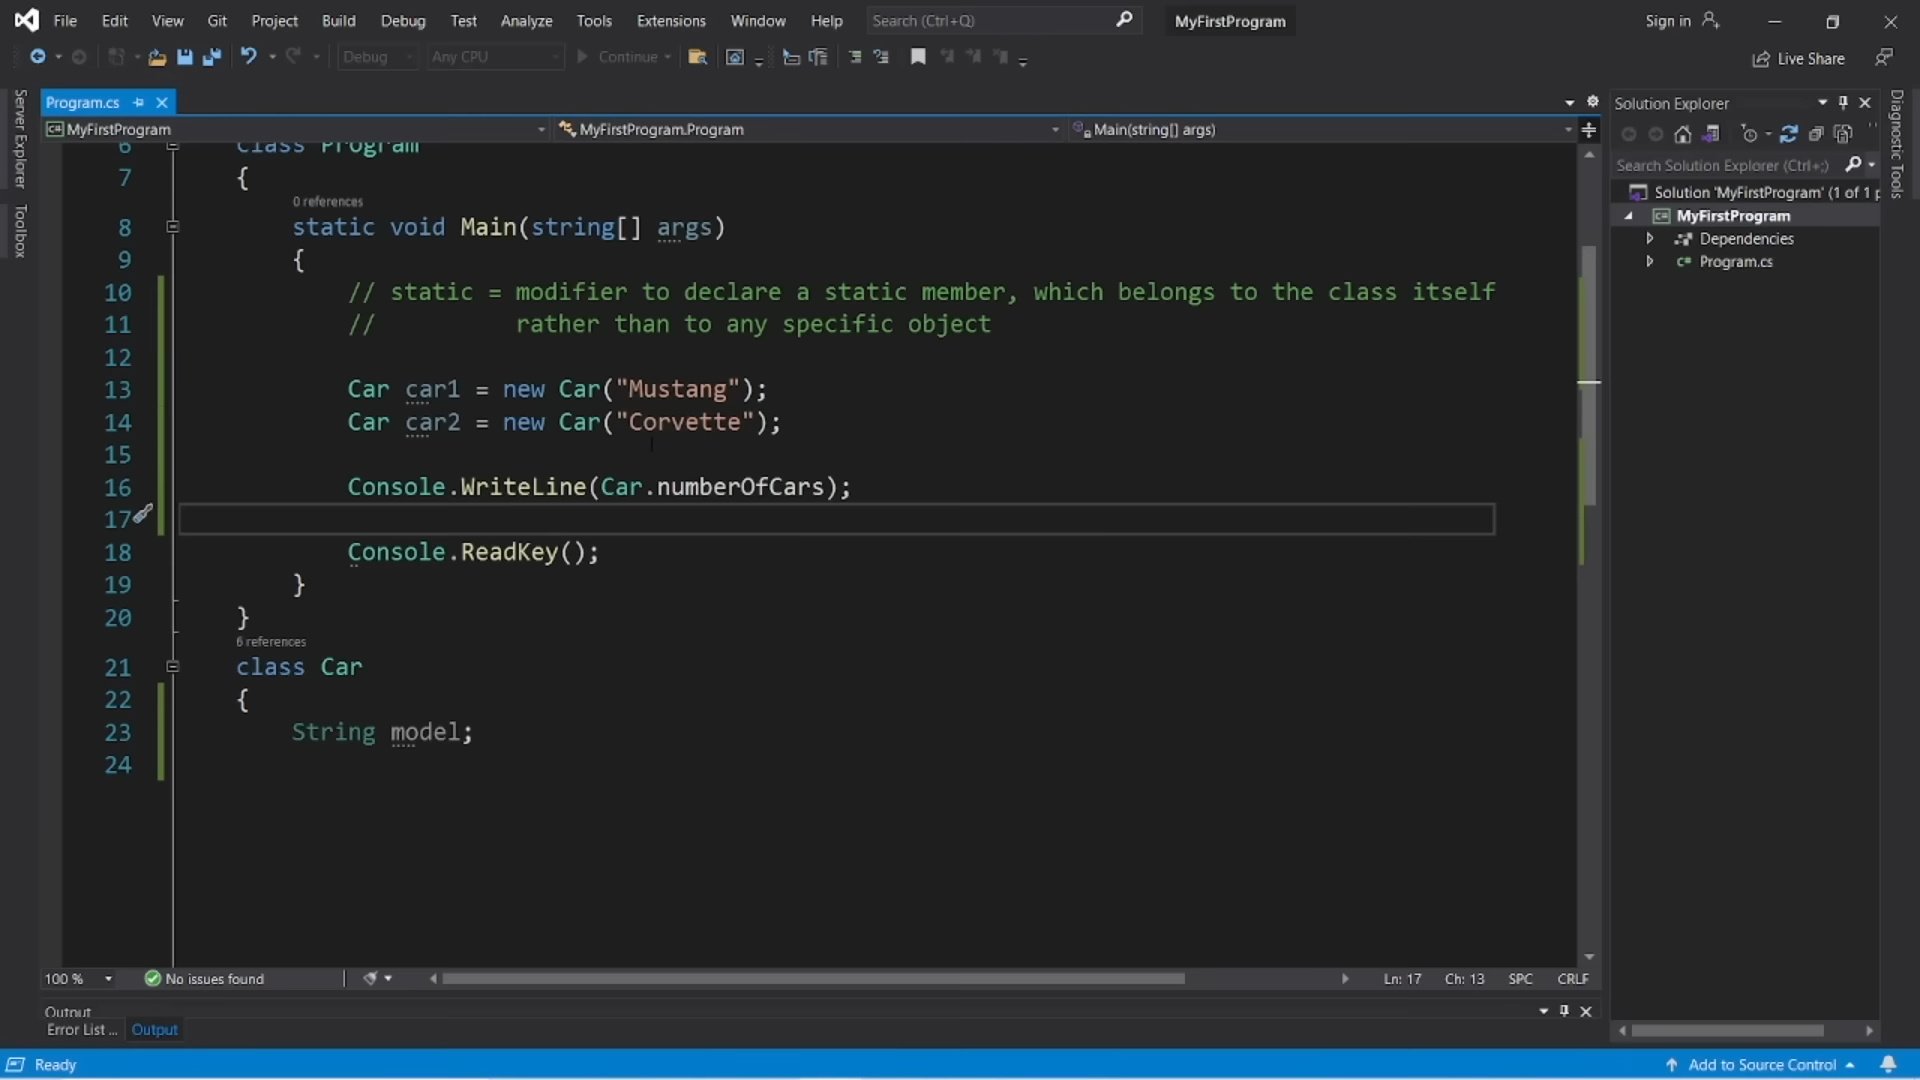 File Edit View Git Project Build Debug Test Analyze Tools Extensions Window Help Search (Ctrl+Q) MyFirstProgram Sign in
Debug Any CPU Continue Live Share
Server Explorer
Toolbox
Program.cs
MyFirstProgram MyFirstProgram.Program Main(string[] args)
6 class Program
7 {
0 references
8 static void Main(string[] args)
9 {
10 // static = modifier to declare a static member, which belongs to the class itself
11 // rather than to any specific object
12
13 Car car1 = new Car("Mustang");
14 Car car2 = new Car("Corvette");
15
16 Console.WriteLine(Car.numberOfCars);
17
18 Console.ReadKey();
19 }
20 }
6 references
21 class Car
22 {
23 String model;
24
100 % No issues found Ln: 17 Ch: 13 SPC CRLF
Output
Error List ... Output
Ready Add to Source Control
Solution Explorer
Search Solution Explorer (Ctrl+;)
Solution 'MyFirstProgram' (1 of 1 p
MyFirstProgram
Dependencies
C# Program.cs
Diagnostic Tools